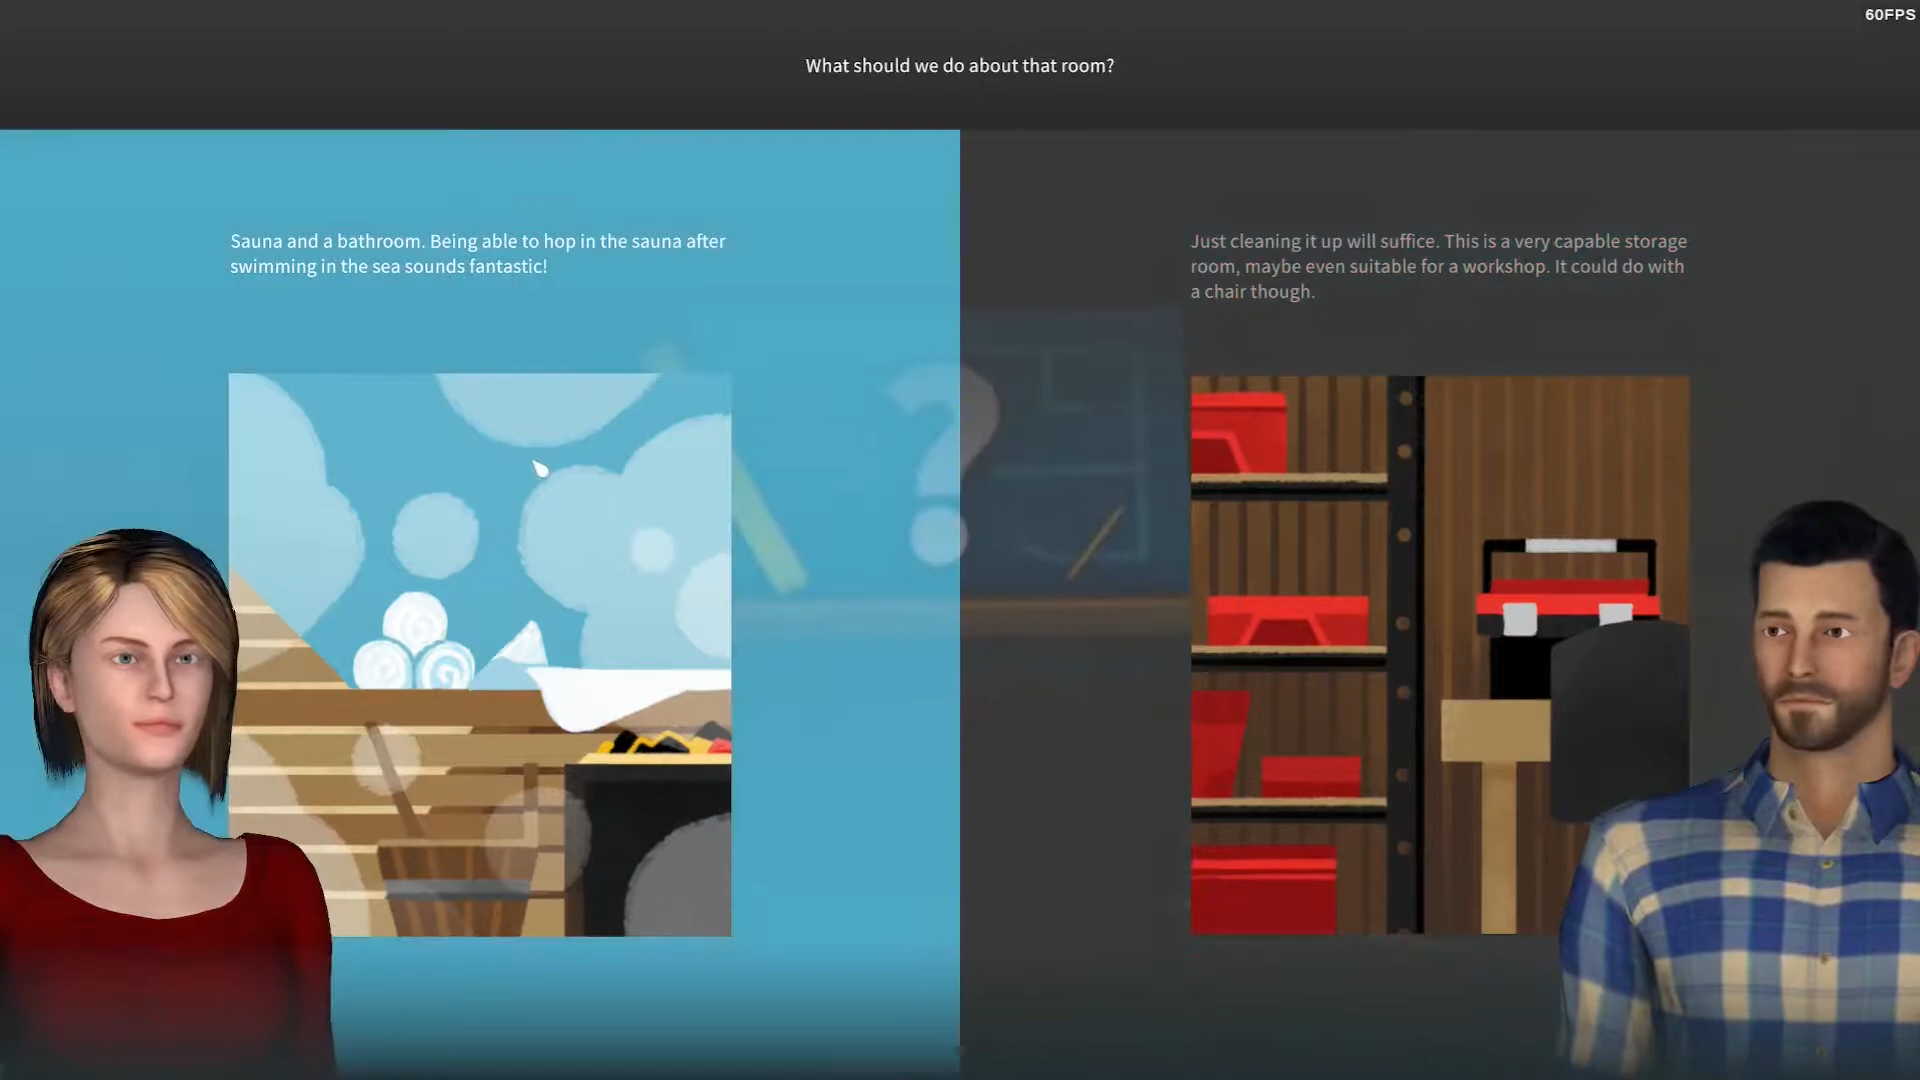 60FPS
What should we do about that room?
Sauna and a bathroom. Being able to hop in the sauna after
swimming in the sea sounds fantastic!
Just cleaning it up will suffice. This is a very capable storage
room, maybe even suitable for a workshop. It could do with
a chair though.